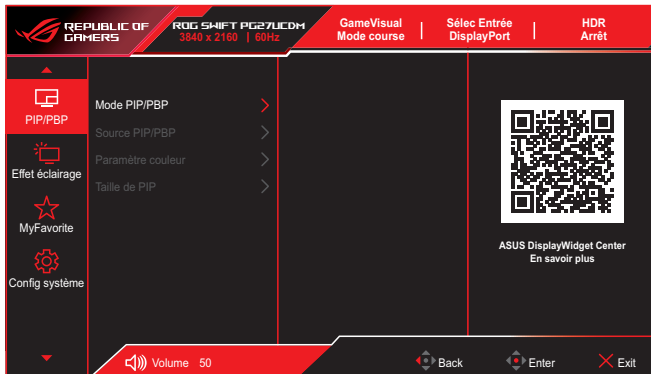 REPUBLIC OF
GAMERS
ROG SWIFT PG27UCDM
3840 x 2160 | 60Hz
GameVisual
Mode course
Sélec Entrée
DisplayPort
HDR
Arrêt
PIP/PBP
Effet éclairage
MyFavorite
Config système
Mode PIP/PBP
Source PIP/PBP
Paramètre couleur
Taille de PIP
ASUS DisplayWidget Center
En savoir plus
Volume 50
Back
Enter
Exit